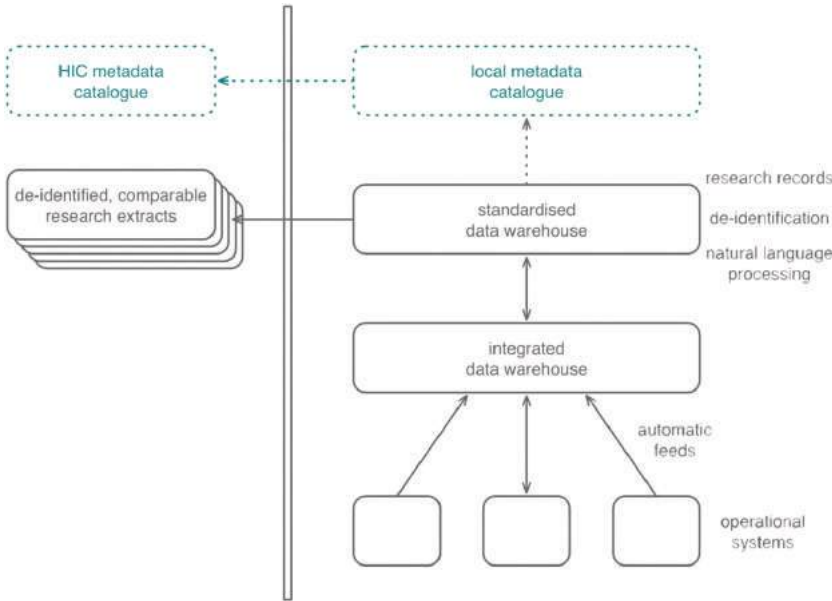 HIC metadata
catalogue
local metadata
catalogue
de-identified, comparable
research extracts
standardised
data warehouse
research records
de-identification
natural language
processing
integrated
data warehouse
automatic
feeds
operational
systems